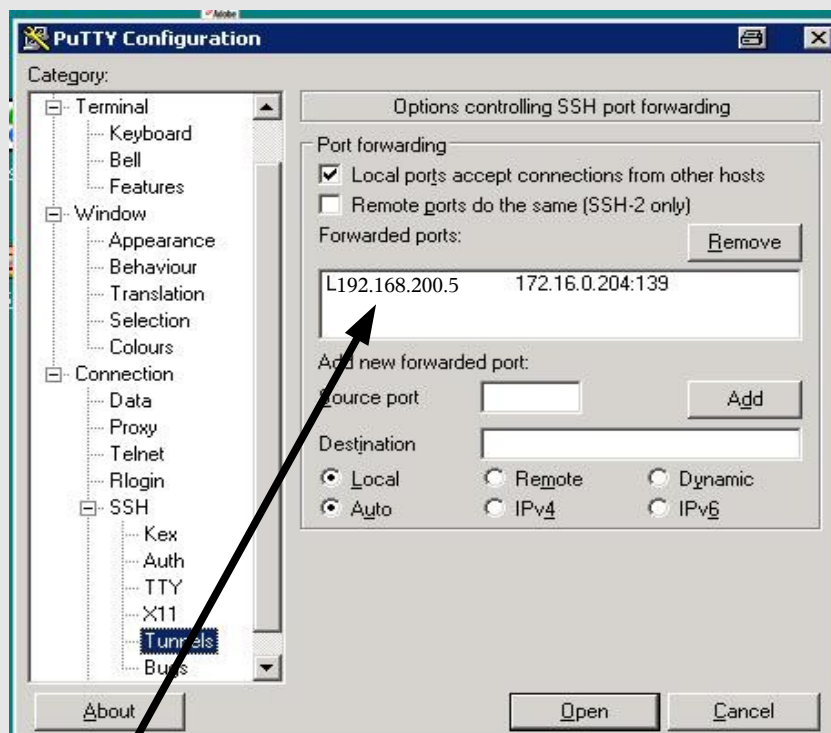 Adobe
PuTTY Configuration
Category:
Terminal
Keyboard
Bell
Features
Window
Appearance
Behaviour
Translation
Selection
Colours
Connection
Data
Proxy
Telnet
Rlogin
SSH
Kex
Auth
TTY
X11
Tunnels
Bugs
Options controlling SSH port forwarding
Port forwarding
Local ports accept connections from other hosts
Remote ports do the same (SSH-2 only)
Forwarded ports:
Remove
L192.168.200.5 172.16.0.204:139
Add new forwarded port:
Source port
Add
Destination
Local Remote Dynamic
Auto IPv4 IPv6
About
Open
Cancel